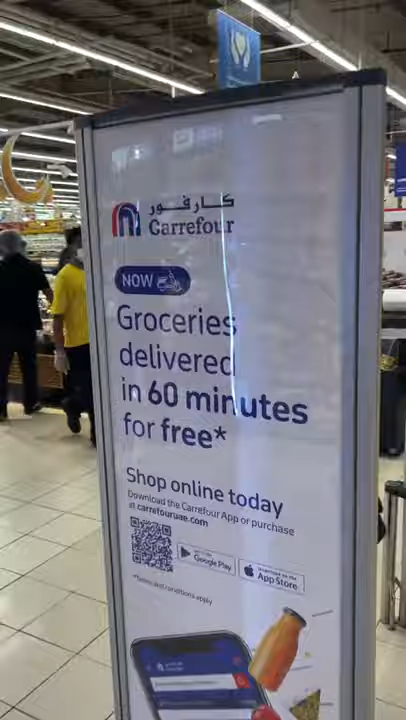 كارفور
Carrefour
NOW
Groceries
delivered
in 60 minutes
for free*
Shop online today
Download the Carrefour App or purchase
at carrefouruae.com
Google Play
App Store
*Terms and conditions apply